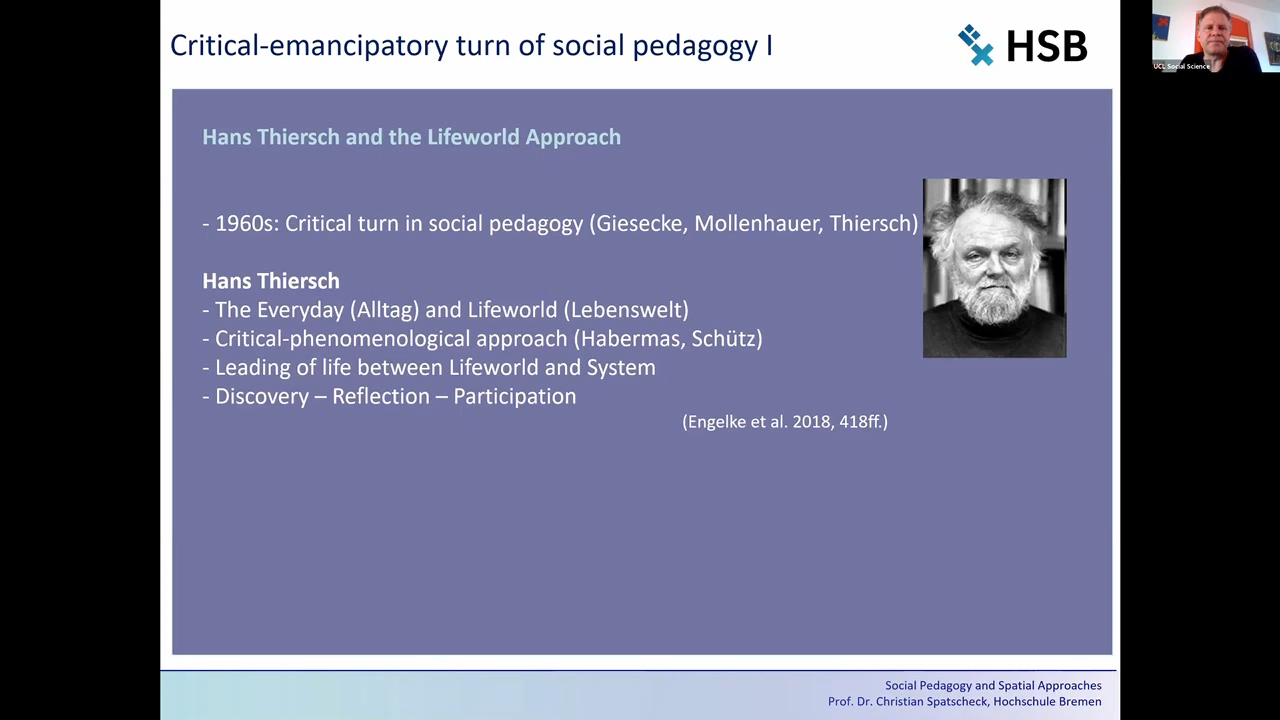 Critical-emancipatory turn of social pedagogy I
HSB
UCL Social Science
Hans Thiersch and the Lifeworld Approach
- 1960s: Critical turn in social pedagogy (Giesecke, Mollenhauer, Thiersch)
Hans Thiersch
- The Everyday (Alltag) and Lifeworld (Lebenswelt)
- Critical-phenomenological approach (Habermas, Schütz)
- Leading of life between Lifeworld and System
- Discovery – Reflection – Participation
(Engelke et al. 2018, 418ff.)
Social Pedagogy and Spatial Approaches
Prof. Dr. Christian Spatscheck, Hochschule Bremen